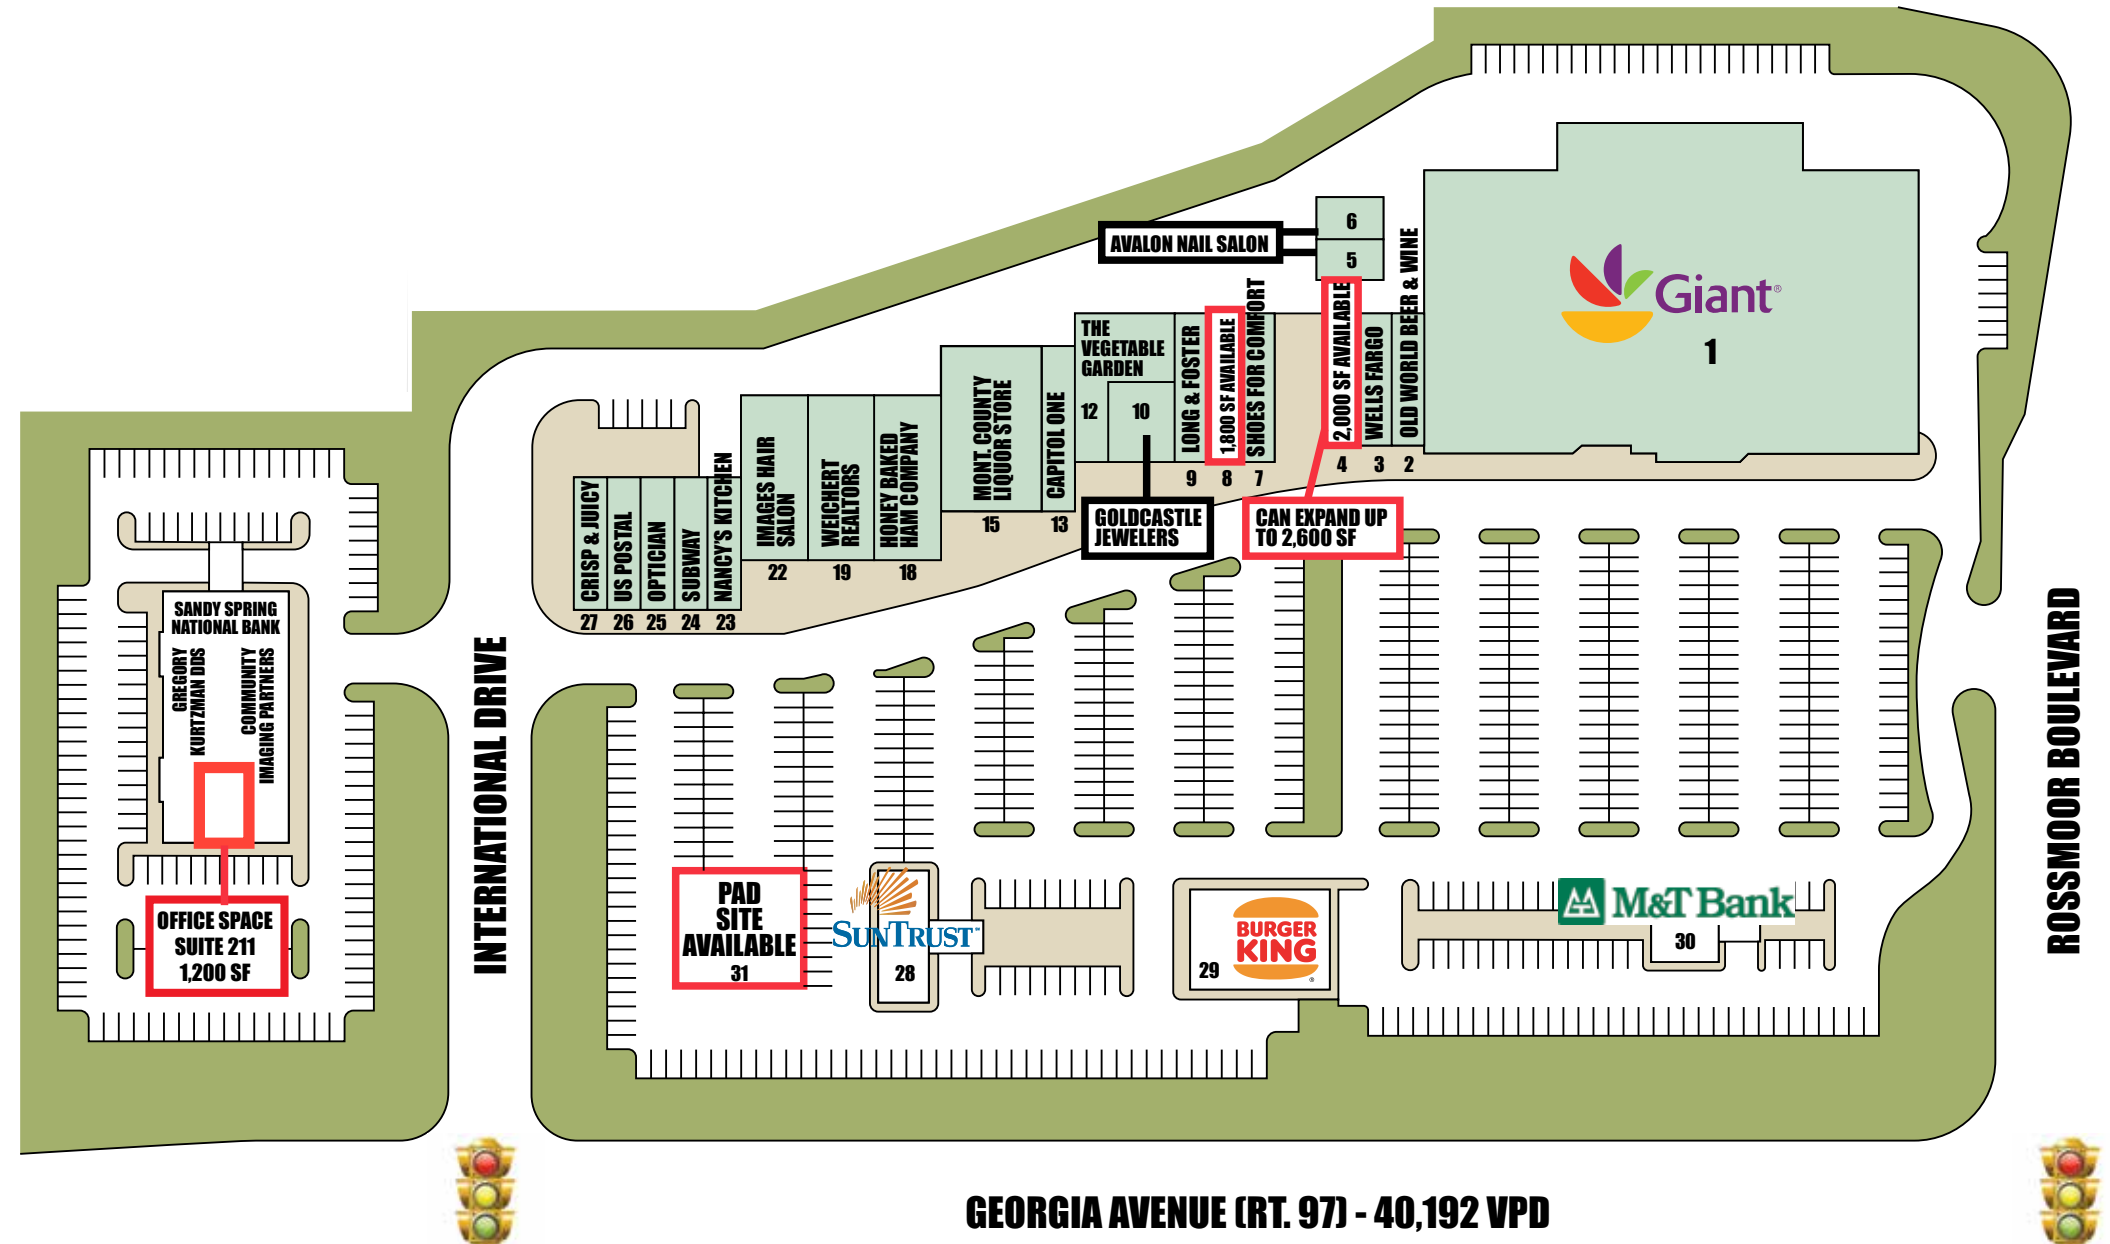 6
AVALON NAIL SALON
5
Giant®
1
THE
VEGETABLE
GARDEN
12
10
LONG & FOSTER
9
1,800 SF AVAILABLE
8
SHOES FOR COMFORT
7
2,000 SF AVAILABLE
4
WELLS FARGO
3
OLD WORLD BEER & WINE
2
GOLDCASTLE
JEWELERS
CAN EXPAND UP
TO 2,600 SF
MONT. COUNTY
LIQUOR STORE
15
CAPITOL ONE
13
IMAGES HAIR
SALON
22
WEICHERT
REALTORS
19
HONEY BAKED
HAM COMPANY
18
CRISP & JUICY
27
US POSTAL
26
OPTICIAN
25
SUBWAY
24
NANCY'S KITCHEN
23
SANDY SPRING
NATIONAL BANK
GREGORY
KURTZMAN DDS
COMMUNITY
IMAGING PARTNERS
OFFICE SPACE
SUITE 211
1,200 SF
INTERNATIONAL DRIVE
PAD
SITE
AVAILABLE
31
SUNTRUST
28
BURGER
KING
®
29
M&T Bank
30
ROSSMOOR BOULEVARD
GEORGIA AVENUE (RT. 97) - 40,192 VPD